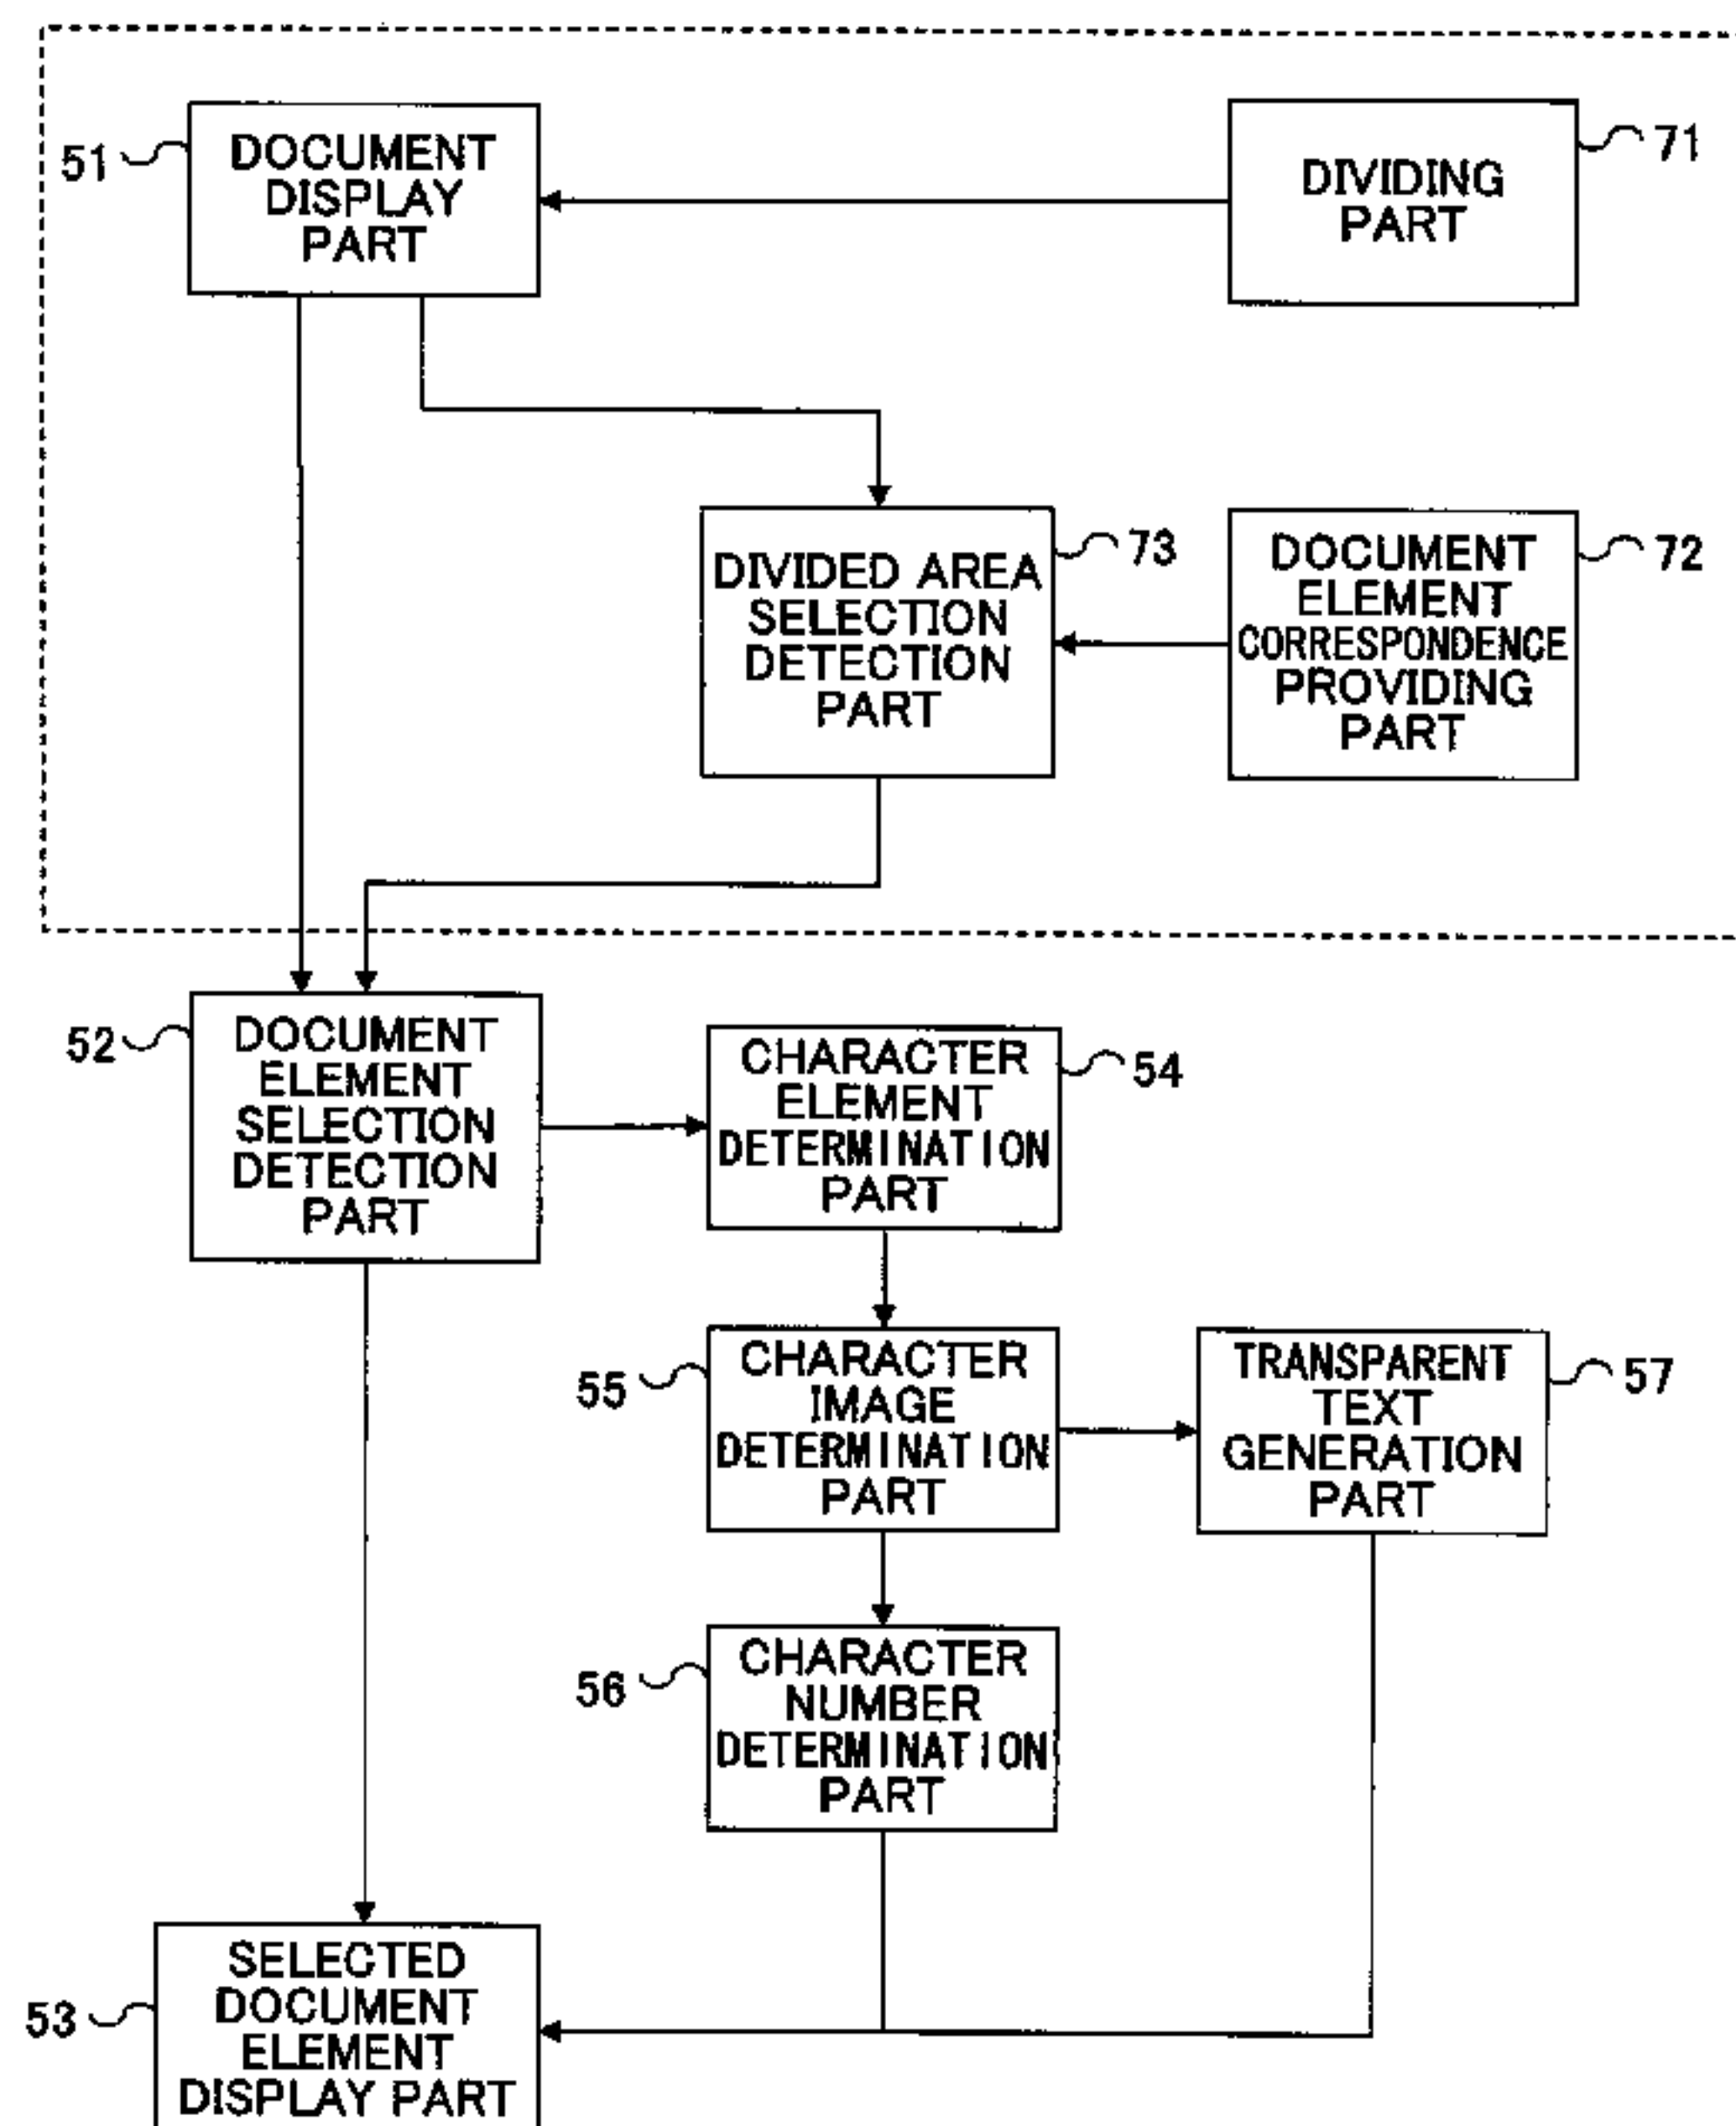 51
DOCUMENT
DISPLAY
PART
DIVIDING
PART
71
DIVIDED AREA
SELECTION
DETECTION
PART
73
DOCUMENT
ELEMENT
CORRESPONDENCE
PROVIDING
PART
72
52
DOCUMENT
ELEMENT
SELECTION
DETECTION
PART
CHARACTER
ELEMENT
DETERMINATION
PART
54
55
CHARACTER
IMAGE
DETERMINATION
PART
TRANSPARENT
TEXT
GENERATION
PART
57
56
CHARACTER
NUMBER
DETERMINATION
PART
53
SELECTED
DOCUMENT
ELEMENT
DISPLAY PART